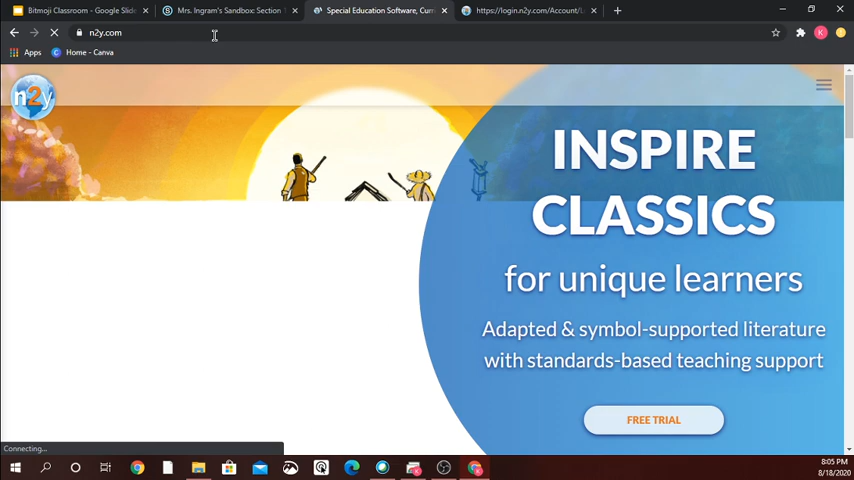 Bitmoji Classroom - Google Slide
Mrs. Ingram's Sandbox: Section
Special Education Software, Curr
https://login.n2y.com/Account/L
n2y.com
K
Apps
C Home - Canva
n2y
INSPIRE
CLASSICS
for unique learners
Adapted & symbol-supported literature
with standards-based teaching support
FREE TRIAL
Connecting...
8:05 PM
8/18/2020